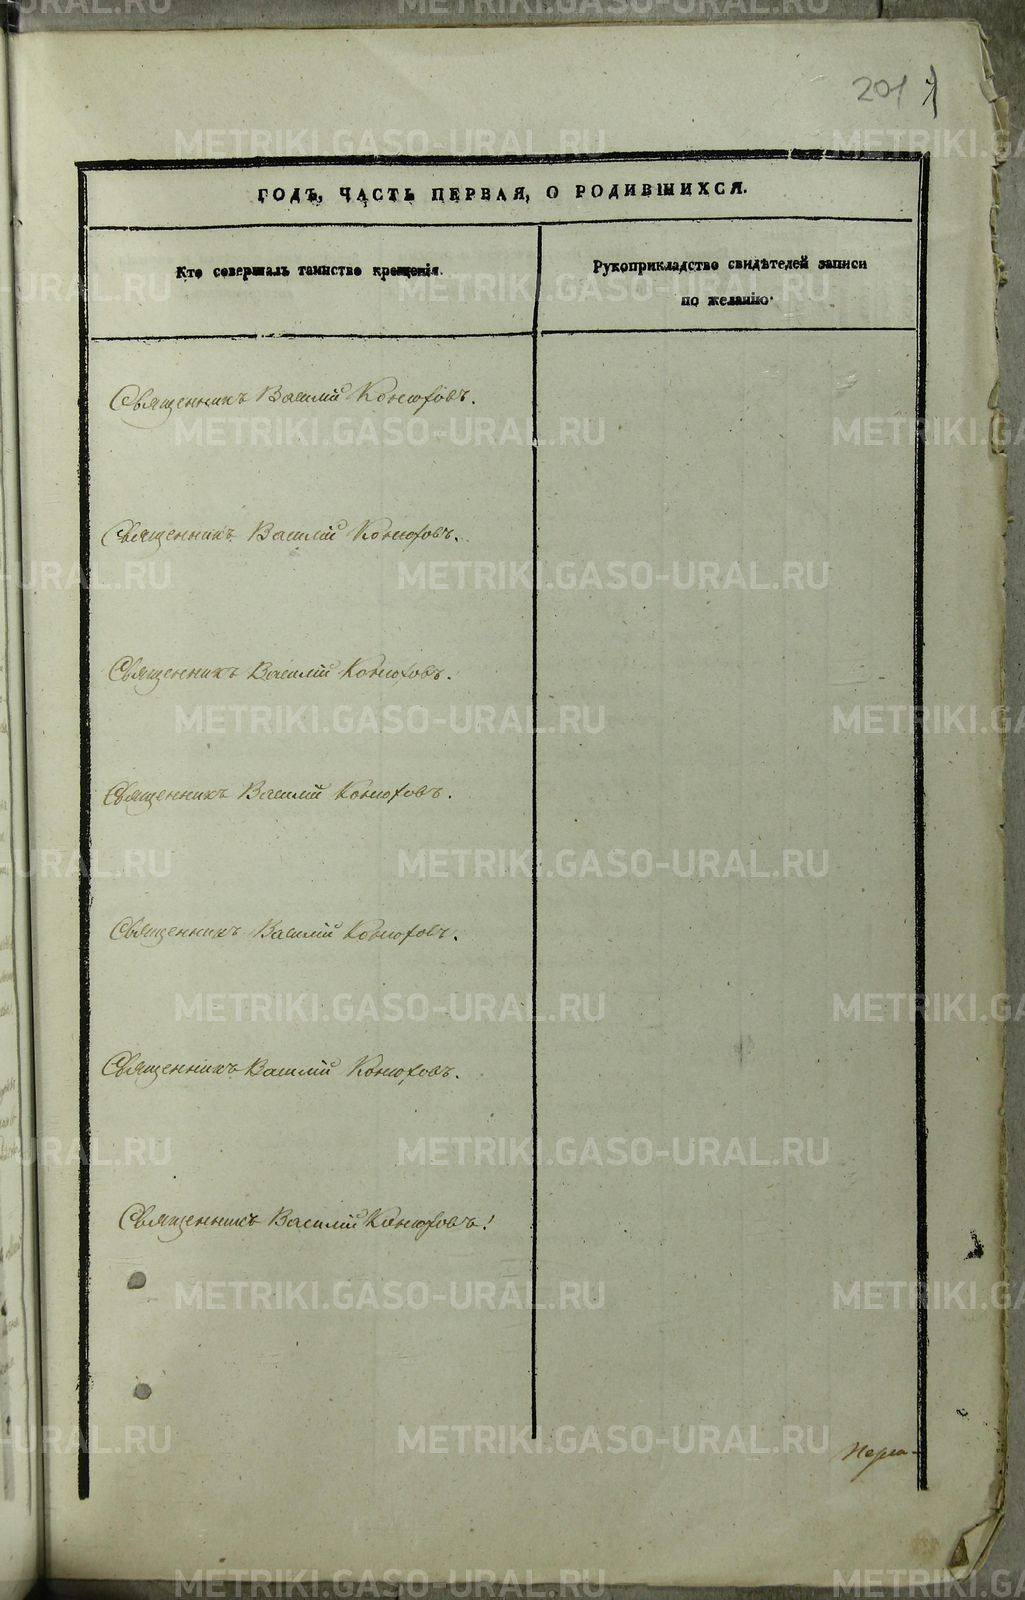 201
ГОДЪ, ЧАСТЬ ПЕРВАЯ, О РОДИВШИХСЯ.
Кто совершалъ таинство крещенія.
Рукоприкладство свидѣтелей записи
по желанію.
Священникъ Василій Конюховъ.
Священникъ Василій Конюховъ.
Священникъ Василій Конюховъ.
Священникъ Василій Конюховъ.
Священникъ Василій Конюховъ.
Священникъ Василій Конюховъ.
Священникъ Василій Конюховъ.
METRIKI.GASO-URAL.RU